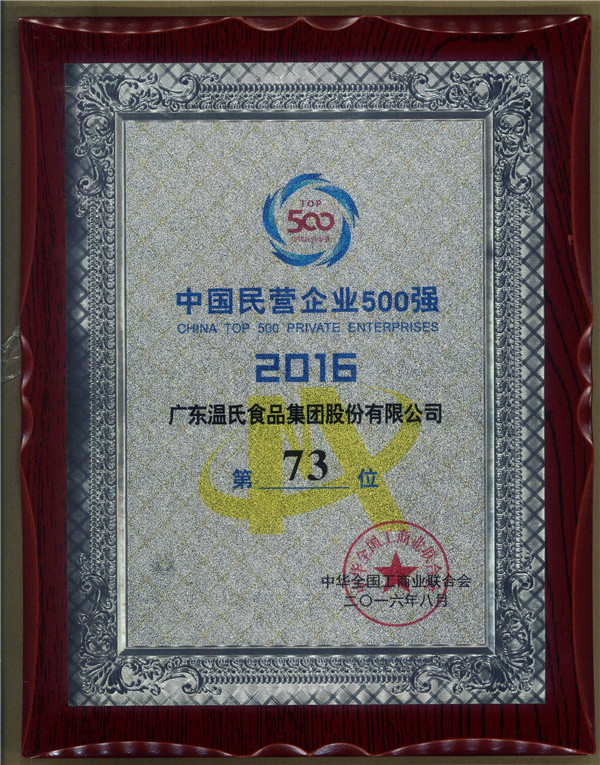 TOP
500
中国民营企业500强
CHINA TOP 500 PRIVATE ENTERPRISES
2016
广东温氏食品集团股份有限公司
第 73 位
中华全国工商业联合会
二〇一六年八月